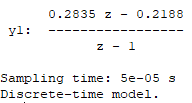 0.2835 z - 0.2188
y1: -----------------
z - 1
Sampling time: 5e-05 s
Discrete-time model.